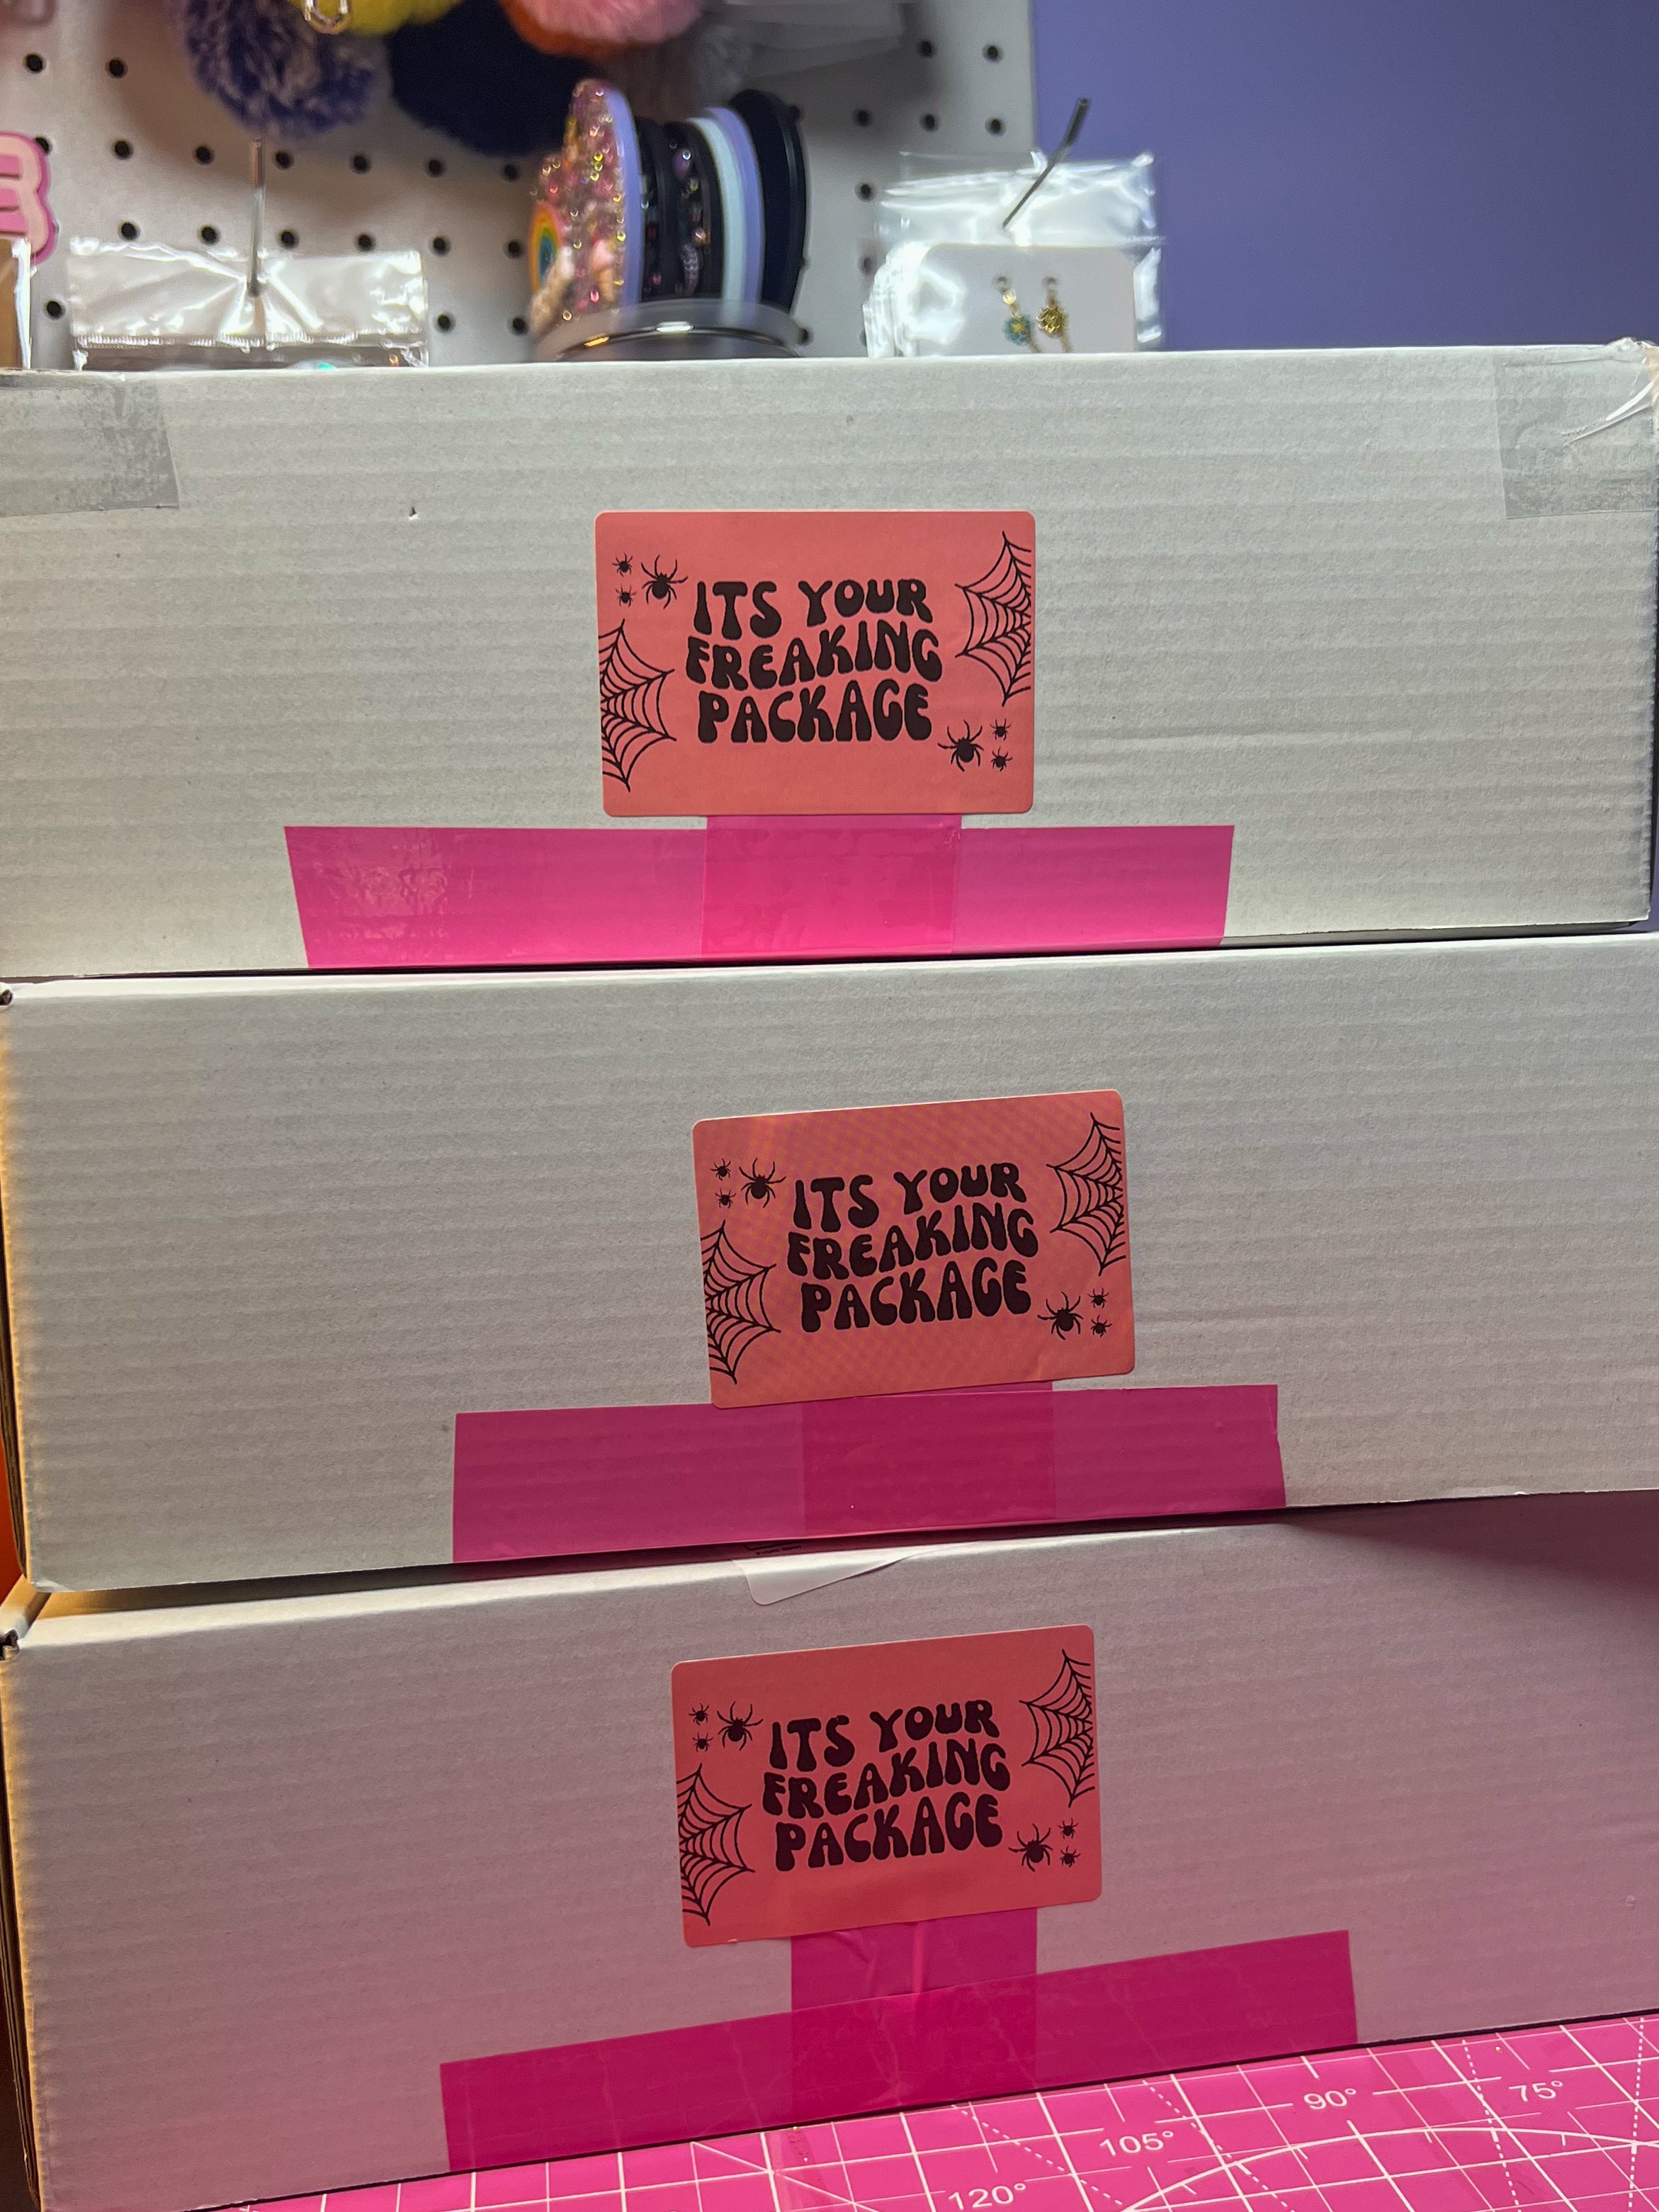 ITS YOUR
FREAKING
PACKAGE
ITS YOUR
FREAKING
PACKAGE
ITS YOUR
FREAKING
PACKAGE
90°
75°
105°
120°